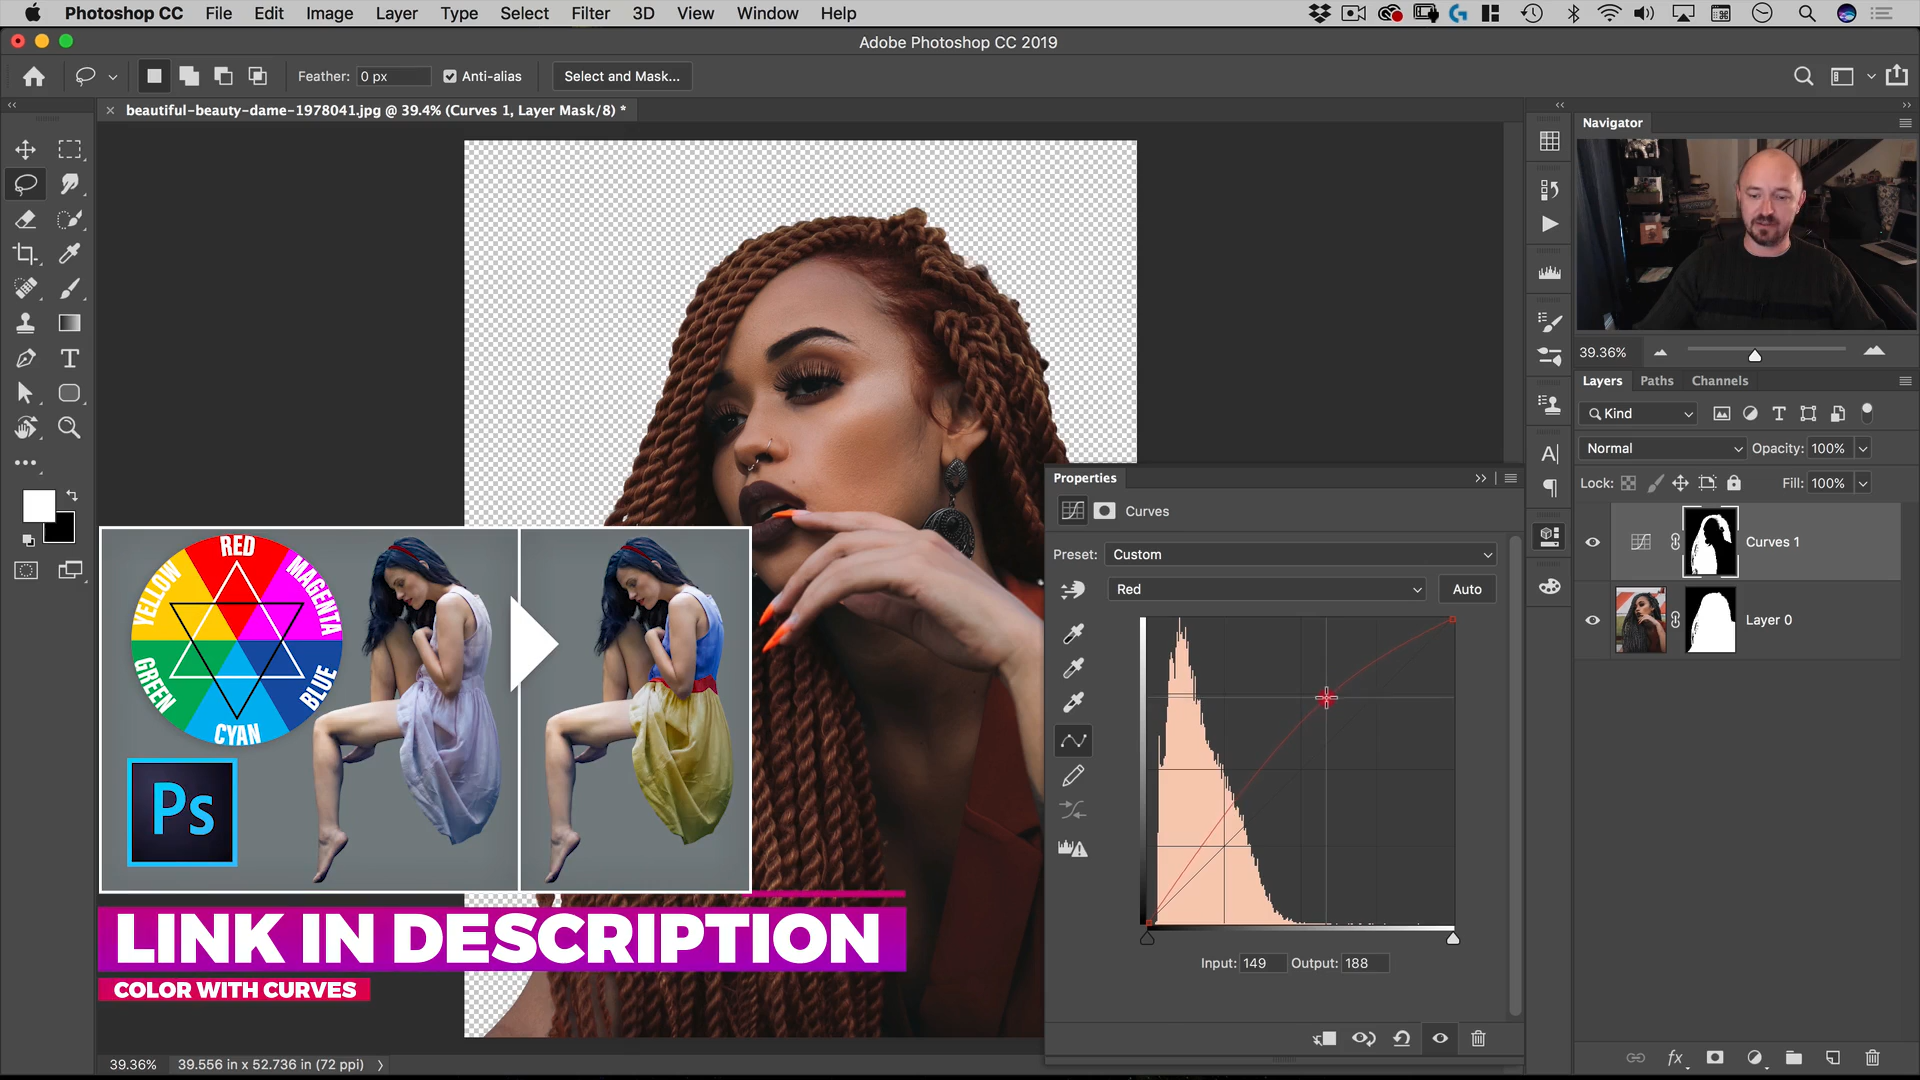 Photoshop CC File Edit Image Layer Type Select Filter 3D View Window Help
Adobe Photoshop CC 2019
Feather: 0 px Anti-alias Select and Mask...
beautiful-beauty-dame-1978041.jpg @ 39.4% (Curves 1, Layer Mask/8) *
Navigator
39.36%
Layers Paths Channels
Kind
Normal Opacity: 100%
Lock: Fill: 100%
Curves 1
Layer 0
Properties
Curves
Preset: Custom
Red Auto
Input: 149 Output: 188
RED
MAGENTA
BLUE
CYAN
GREEN
YELLOW
Ps
LINK IN DESCRIPTION
COLOR WITH CURVES
39.36% 39.556 in x 52.736 in (72 ppi)
fx